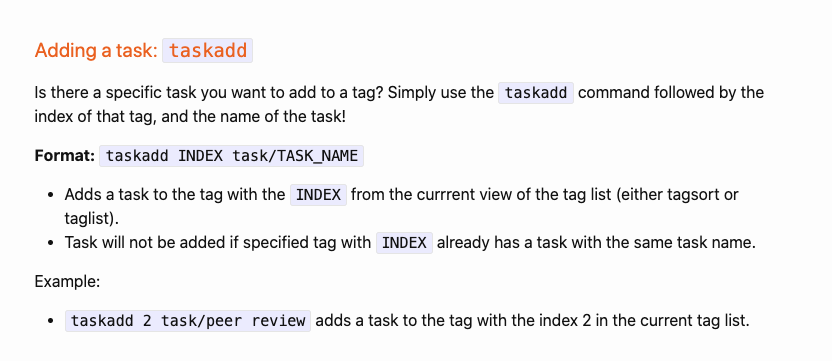 Adding a task: taskadd
Is there a specific task you want to add to a tag? Simply use the taskadd command followed by the
index of that tag, and the name of the task!
Format: taskadd INDEX task/TASK_NAME
• Adds a task to the tag with the INDEX from the currrent view of the tag list (either tagsort or
taglist).
• Task will not be added if specified tag with INDEX already has a task with the same task name.
Example:
• taskadd 2 task/peer review adds a task to the tag with the index 2 in the current tag list.